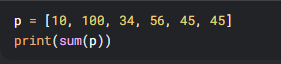 p = [10, 100, 34, 56, 45, 45]
print(sum(p))